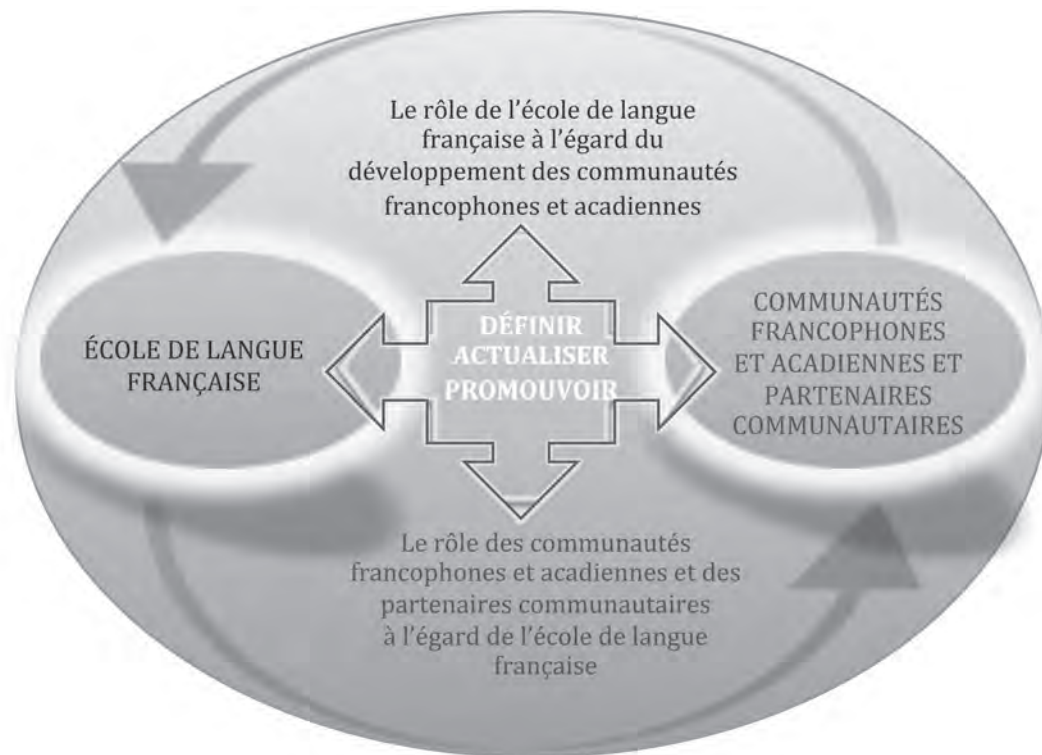 Le rôle de l’école de langue
française à l’égard du
développement des communautés
francophones et acadiennes
ÉCOLE DE LANGUE
FRANÇAISE
DÉFINIR
ACTUALISER
PROMOUVOIR
COMMUNAUTÉS
FRANCOPHONES
ET ACADIENNES ET
PARTENAIRES
COMMUNAUTAIRES
Le rôle des communautés
francophones et acadiennes et des
partenaires communautaires
à l’égard de l’école de langue
française